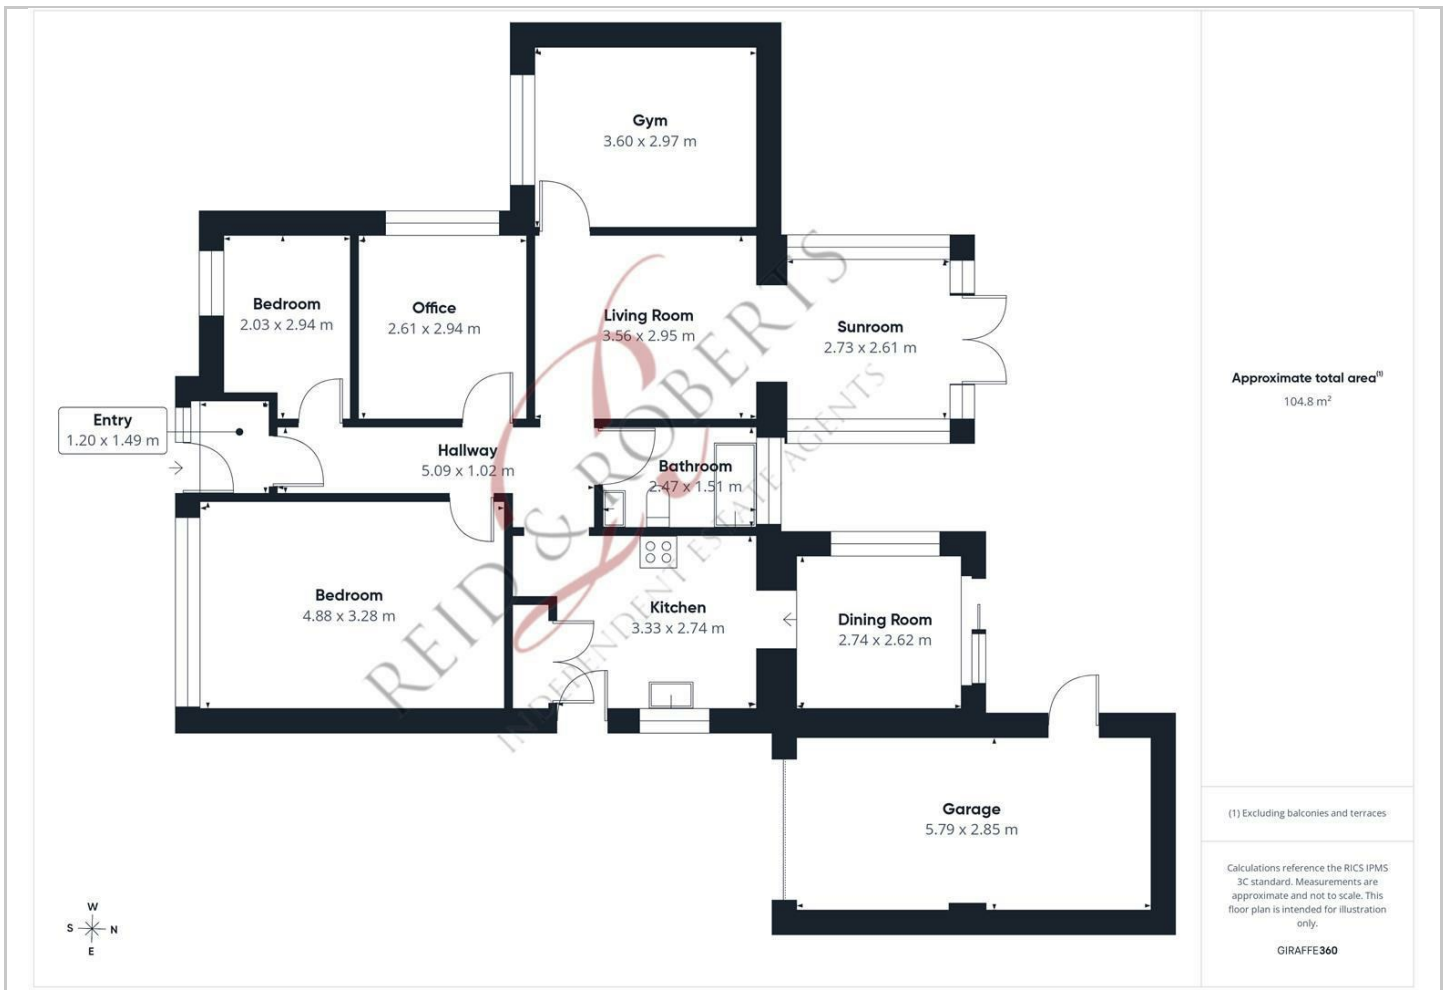 Gym
3.60 x 2.97 m
Bedroom
2.03 x 2.94 m
Office
2.61 x 2.94 m
Living Room
3.56 x 2.95 m
Sunroom
2.73 x 2.61 m
Entry
1.20 x 1.49 m
Hallway
5.09 x 1.02 m
Bathroom
2.47 x 1.51 m
Bedroom
4.88 x 3.28 m
Kitchen
3.33 x 2.74 m
Dining Room
2.74 x 2.62 m
Garage
5.79 x 2.85 m
REID & ROBERTS
INDEPENDENT ESTATE AGENTS
W
S N
E
Approximate total area⁽¹⁾
104.8 m²
(1) Excluding balconies and terraces
Calculations reference the RICS IPMS
3C standard. Measurements are
approximate and not to scale. This
floor plan is intended for illustration
only.
GIRAFFE360